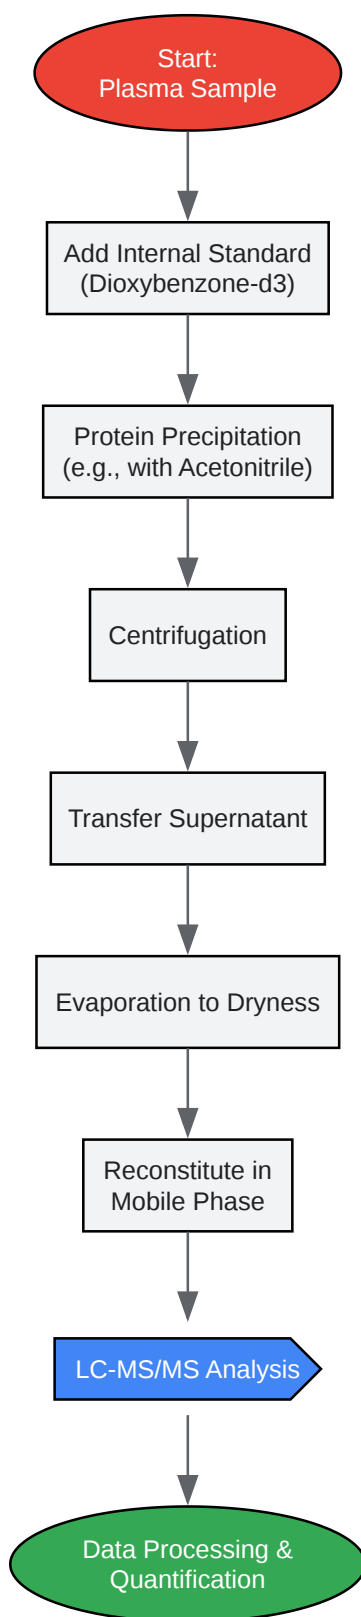 Start:
Plasma Sample
Add Internal Standard
(Dioxybenzone-d3)
Protein Precipitation
(e.g., with Acetonitrile)
Centrifugation
Transfer Supernatant
Evaporation to Dryness
Reconstitute in
Mobile Phase
LC-MS/MS Analysis
Data Processing &
Quantification